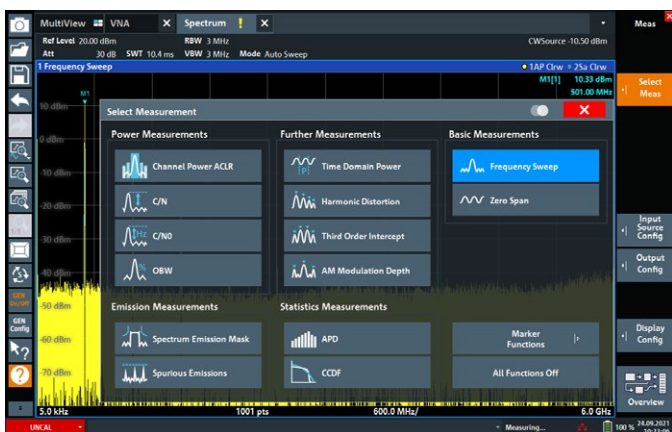 MultiView VNA X Spectrum ! X
Meas
Ref Level 20.00 dBm RBW 3 MHz CWSource -10.50 dBm
Att 30 dB SWT 10.4 ms VBW 3 MHz Mode Auto Sweep
1 Frequency Sweep 1AP Clrw 2Sa Clrw
M1[1] 10.33 dBm
501.00 MHz
M1
Select
Meas
10 dBm
Select Measurement
Power Measurements Further Measurements Basic Measurements
0 dBm
Channel Power ACLR Time Domain Power Frequency Sweep
-10 dBm
C/N Harmonic Distortion Zero Span
-20 dBm
C/N0 Third Order Intercept
Input
Source
Config
-30 dBm
OBW AM Modulation Depth
Output
Config
-40 dBm
GEN
On/Off
-50 dBm
Emission Measurements Statistics Measurements
GEN
Config
Spectrum Emission Mask APD Marker
Functions
Display
Config
-60 dBm
Spurious Emissions CCDF All Functions Off
-70 dBm
Overview
5.0 kHz 1001 pts 600.0 MHz/ 6.0 GHz
UNCAL Measuring... 100 % 24.09.2021